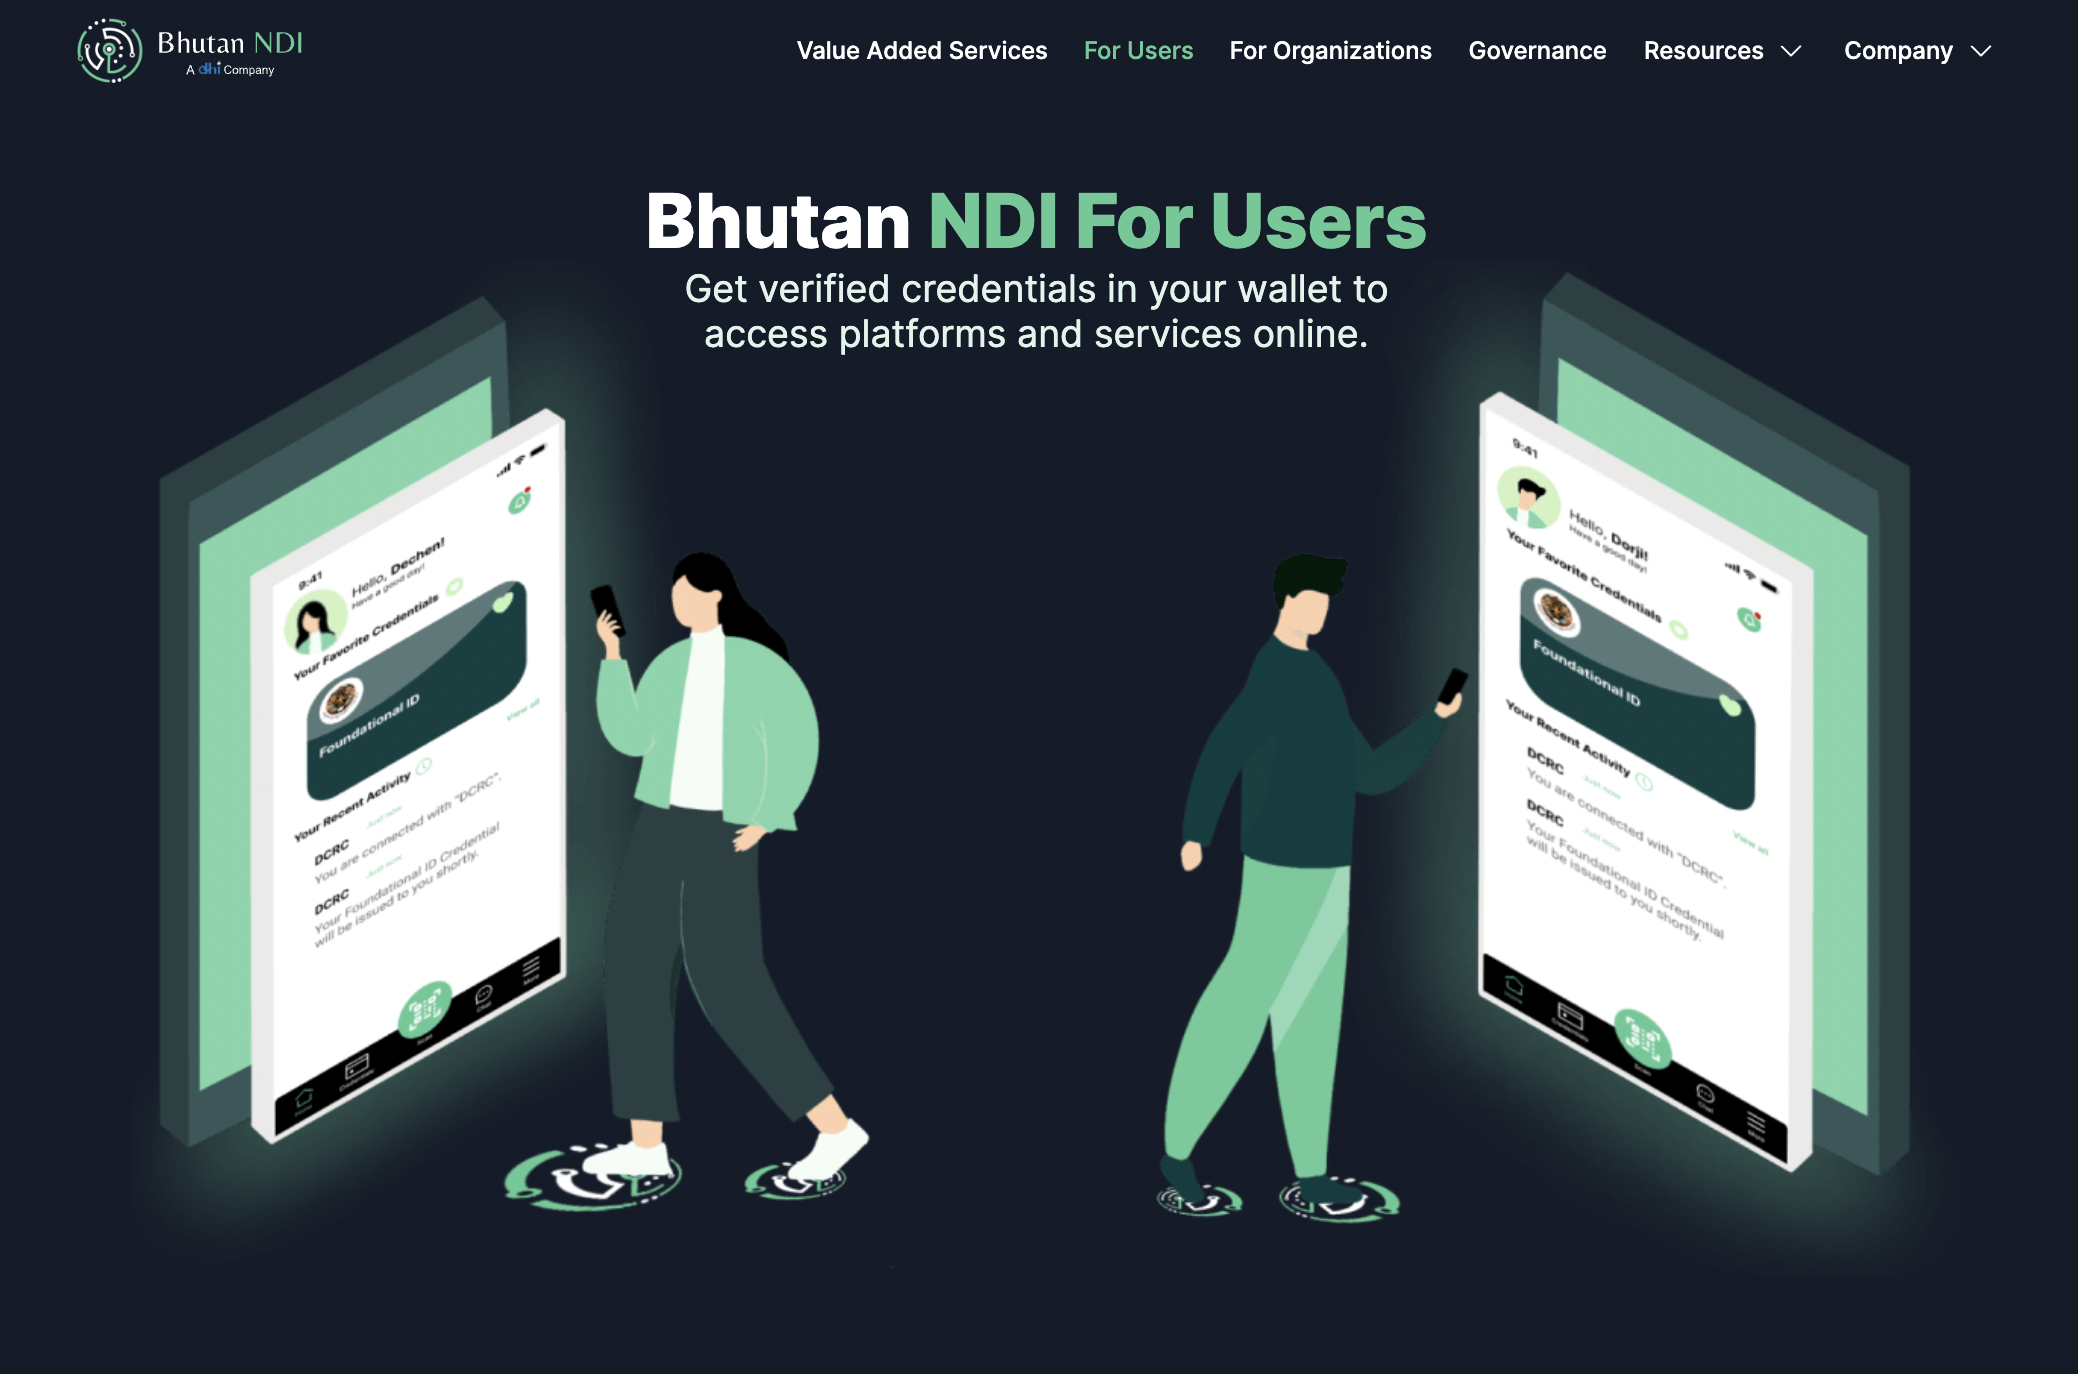 Bhutan NDI
A dhi Company
Value Added Services
For Users
For Organizations
Governance
Resources
Company
Bhutan NDI For Users
Get verified credentials in your wallet to
access platforms and services online.
9:41
Hello, Dechen!
Have a good day!
Your Favorite Credentials
Foundational ID
View all
Your Recent Activity
DCRC Just now
You are connected with "DCRC".
DCRC Just now
Your Foundational ID Credential
will be issued to you shortly.
Home
Credentials
Scan
Chat
More
9:41
Hello, Dorji!
Have a good day!
Your Favorite Credentials
Foundational ID
View all
Your Recent Activity
DCRC Just now
You are connected with "DCRC".
DCRC Just now
Your Foundational ID Credential
will be issued to you shortly.
Home
Credentials
Scan
Chat
More